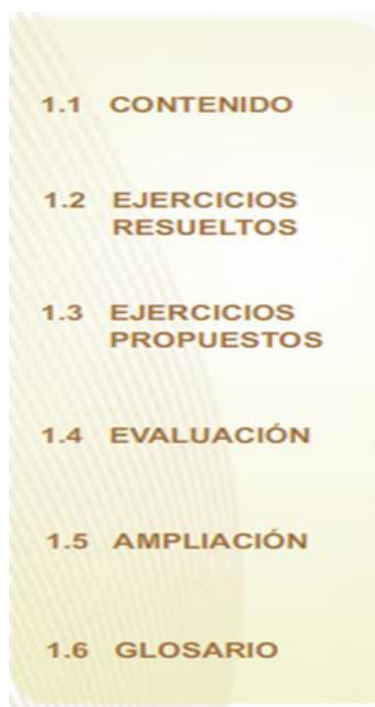 1.1 CONTENIDO
1.2 EJERCICIOS
RESUELTOS
1.3 EJERCICIOS
PROPUESTOS
1.4 EVALUACIÓN
1.5 AMPLIACIÓN
1.6 GLOSARIO